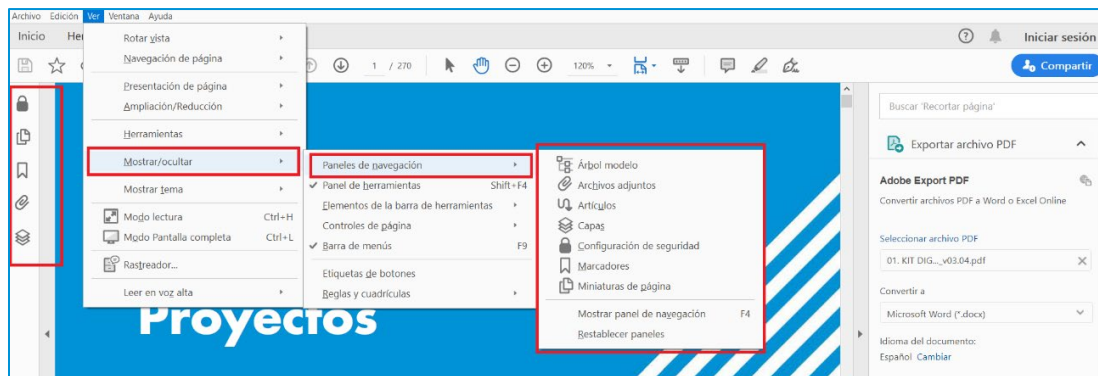 Archivo Edición Ver Ventana Ayuda
Inicio He
Iniciar sesión
1 / 270
120%
Compartir
Rotar vista
Navegación de página
Presentación de página
Ampliación/Reducción
Herramientas
Mostrar/ocultar
Mostrar tema
Modo lectura Ctrl+H
Modo Pantalla completa Ctrl+L
Rastreador...
Leer en voz alta
Paneles de navegación
Panel de herramientas Shift+F4
Elementos de la barra de herramientas
Controles de página
Barra de menús F9
Etiquetas de botones
Reglas y cuadrículas
Árbol modelo
Archivos adjuntos
Artículos
Capas
Configuración de seguridad
Marcadores
Miniaturas de página
Mostrar panel de navegación F4
Restablecer paneles
Proyectos
Buscar 'Recortar página'
Exportar archivo PDF
Adobe Export PDF
Convertir archivos PDF a Word o Excel Online
Seleccionar archivo PDF
01. KIT DIG..._v03.04.pdf
Convertir a
Microsoft Word (*.docx)
Idioma del documento:
Español Cambiar